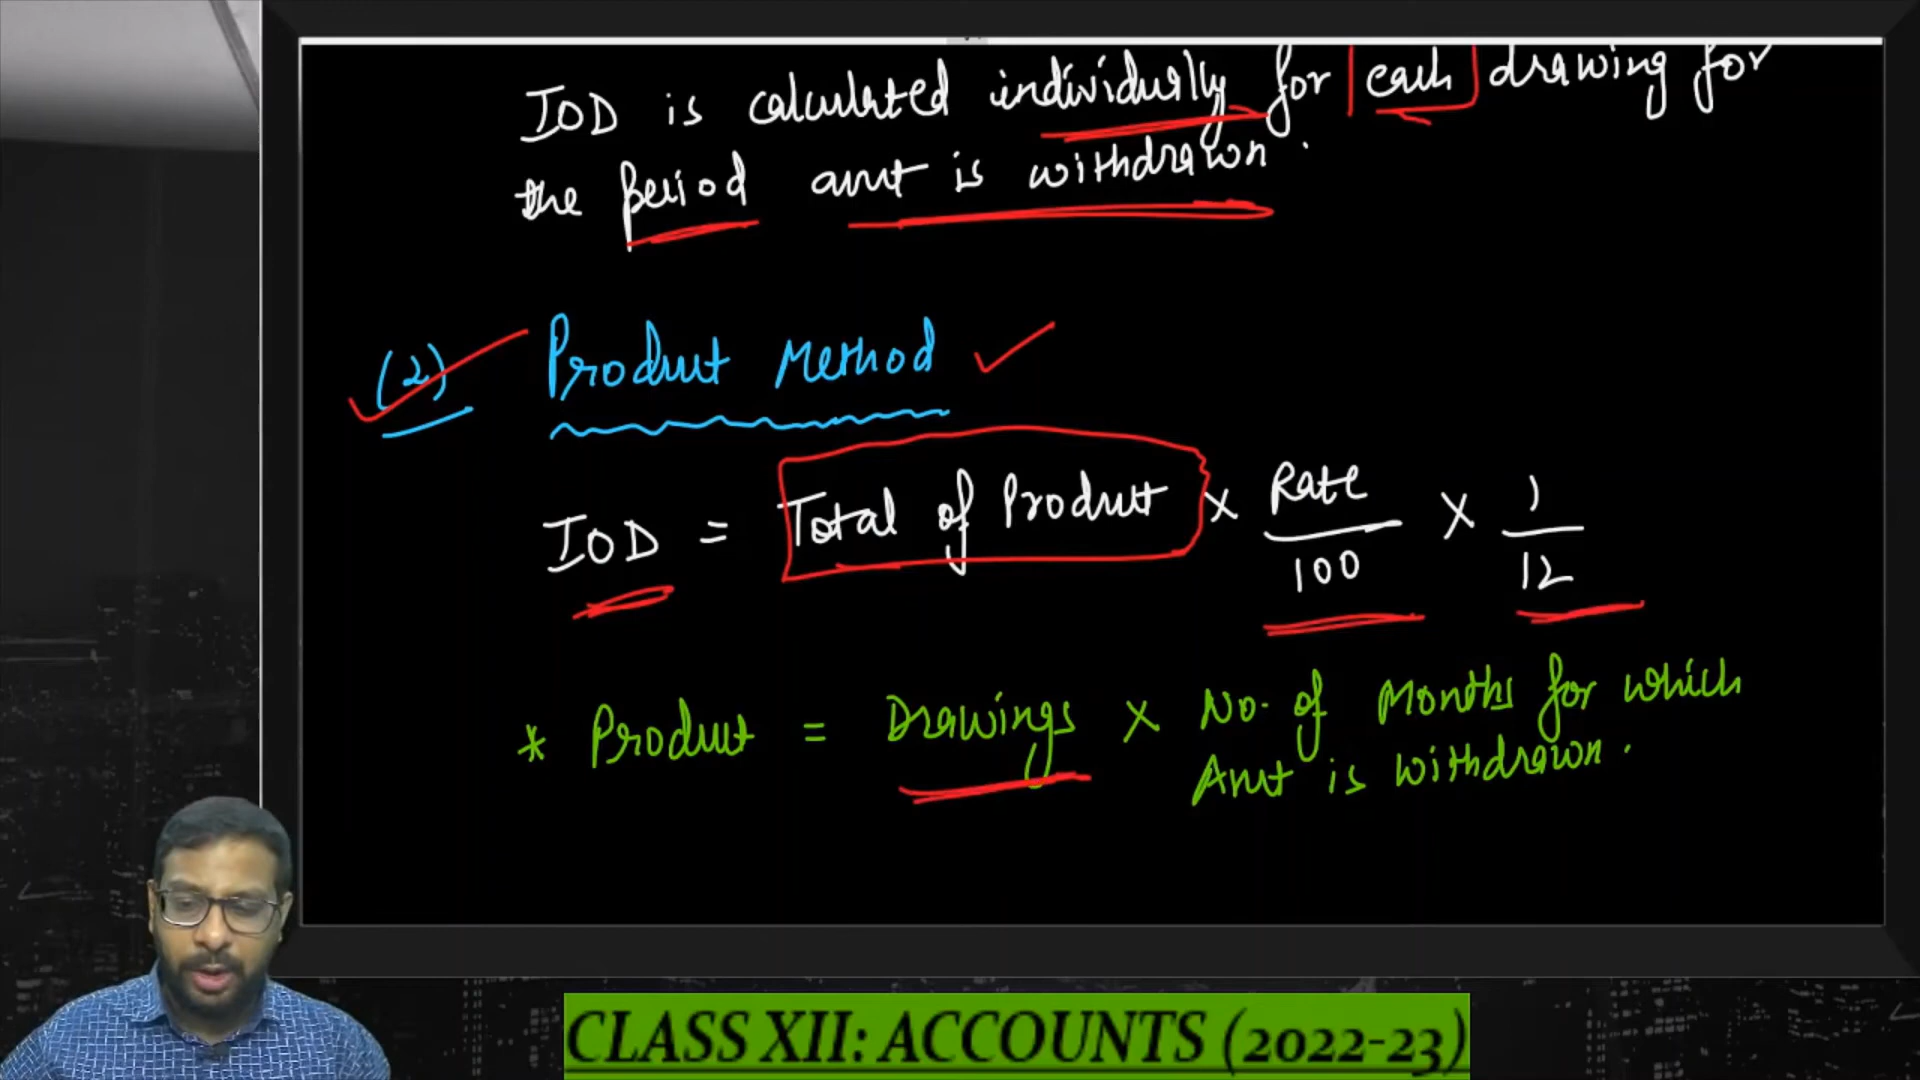 IOD is calculated individually for each drawing for
the period amt is withdrawn.
(2) Product Method
IOD = Total of Product × Rate/100 × 1/12
* Product = Drawings × No. of Months for which
Amt is withdrawn.
CLASS XII: ACCOUNTS (2022-23)